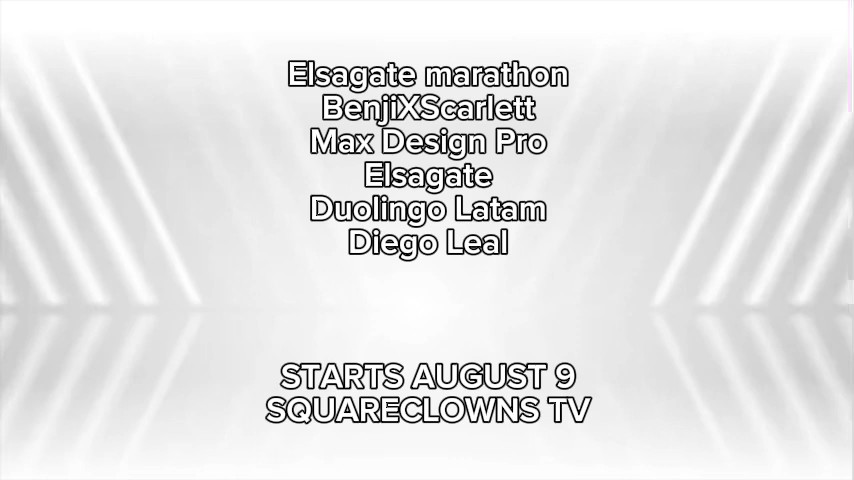 Elsagate marathon
BenjiXScarlett
Max Design Pro
Elsagate
Duolingo Latam
Diego Leal
STARTS AUGUST 9
SQUARECLOWNS TV